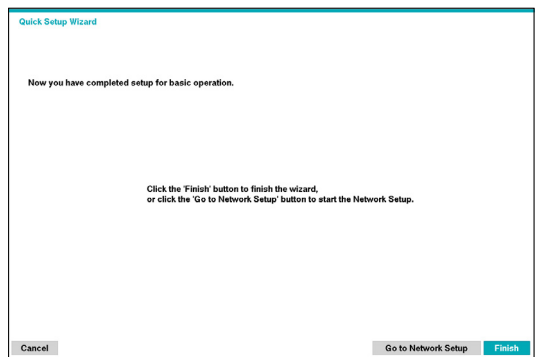 Quick Setup Wizard
Now you have completed setup for basic operation.
Click the 'Finish' button to finish the wizard,
or click the 'Go to Network Setup' button to start the Network Setup.
Cancel
Go to Network Setup
Finish